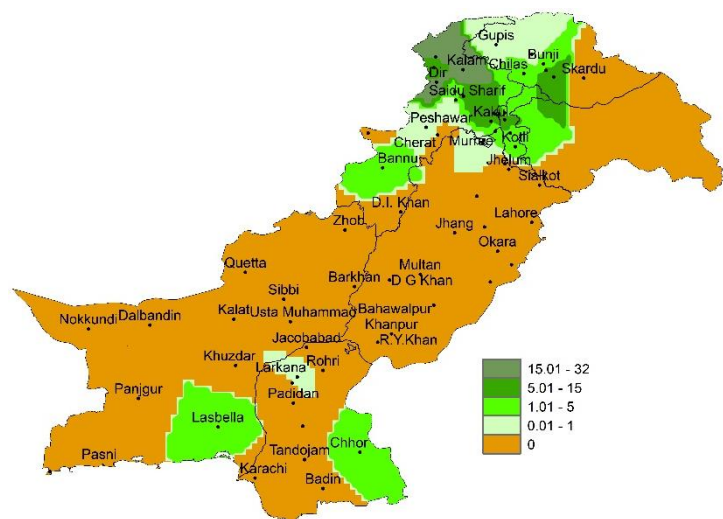 Gupis
Kalam
Bunji
Chilas
Dir
Skardu
Saidu Sharif
Kakul
Peshawar
Cherat
Murree
Kotli
Bannu
Jhelum
Sialkot
D.I. Khan
Zhob
Lahore
Jhang
Okara
Quetta
Multan
Barkhan
D G Khan
Sibbi
Nokkundi
Dalbandin
Kalat
Usta Muhammad
Bahawalpur
Khanpur
Jacobabad
R.Y.Khan
Khuzdar
Larkana
Rohri
Panjgur
Padidan
Lasbella
Chhor
Pasni
Tandojam
Karachi
Badin
15.01 - 32
5.01 - 15
1.01 - 5
0.01 - 1
0